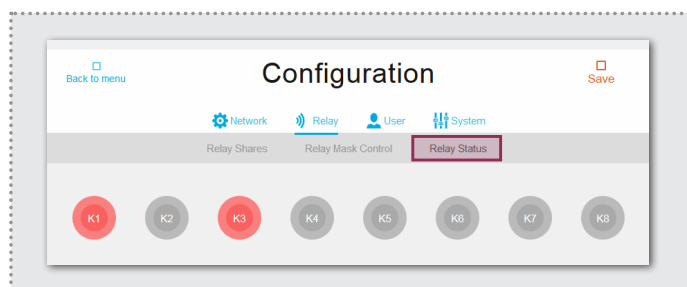 Configuration
Back to menu
Save
Network Relay User System
Relay Shares Relay Mask Control Relay Status
K1 K2 K3 K4 K5 K6 K7 K8